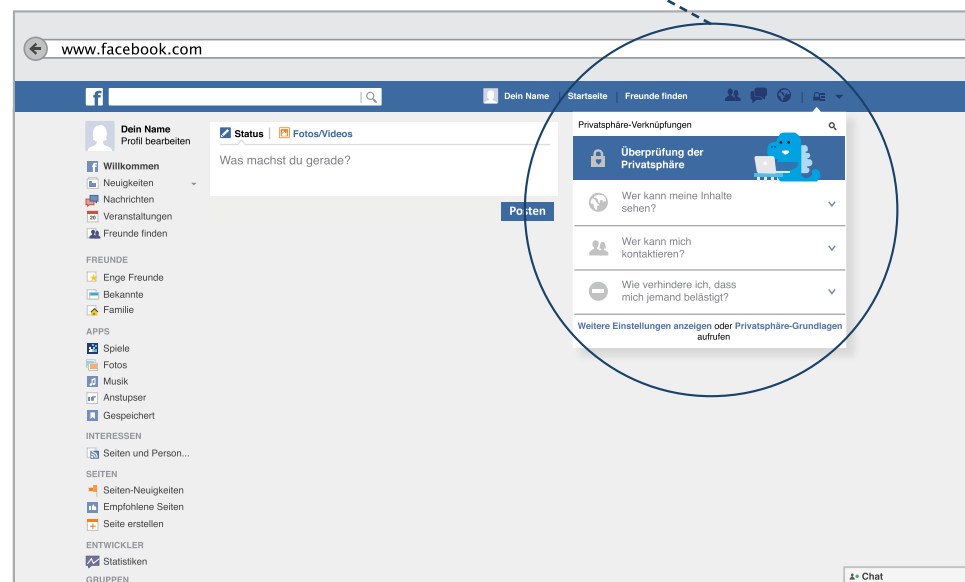 www.facebook.com
f
Dein Name | Startseite | Freunde finden
Dein Name
Profil bearbeiten
Willkommen
Neuigkeiten
Nachrichten
20 Veranstaltungen
Freunde finden
FREUNDE
Enge Freunde
Bekannte
Familie
APPS
Spiele
Fotos
Musik
Anstupser
Gespeichert
INTERESSEN
Seiten und Person...
SEITEN
Seiten-Neuigkeiten
Empfohlene Seiten
Seite erstellen
ENTWICKLER
Statistiken
GRUPPEN
Status | Fotos/Videos
Was machst du gerade?
Posten
Privatsphäre-Verknüpfungen
Überprüfung der
Privatsphäre
Wer kann meine Inhalte
sehen?
Wer kann mich
kontaktieren?
Wie verhindere ich, dass
mich jemand belästigt?
Weitere Einstellungen anzeigen oder Privatsphäre-Grundlagen
aufrufen
Chat